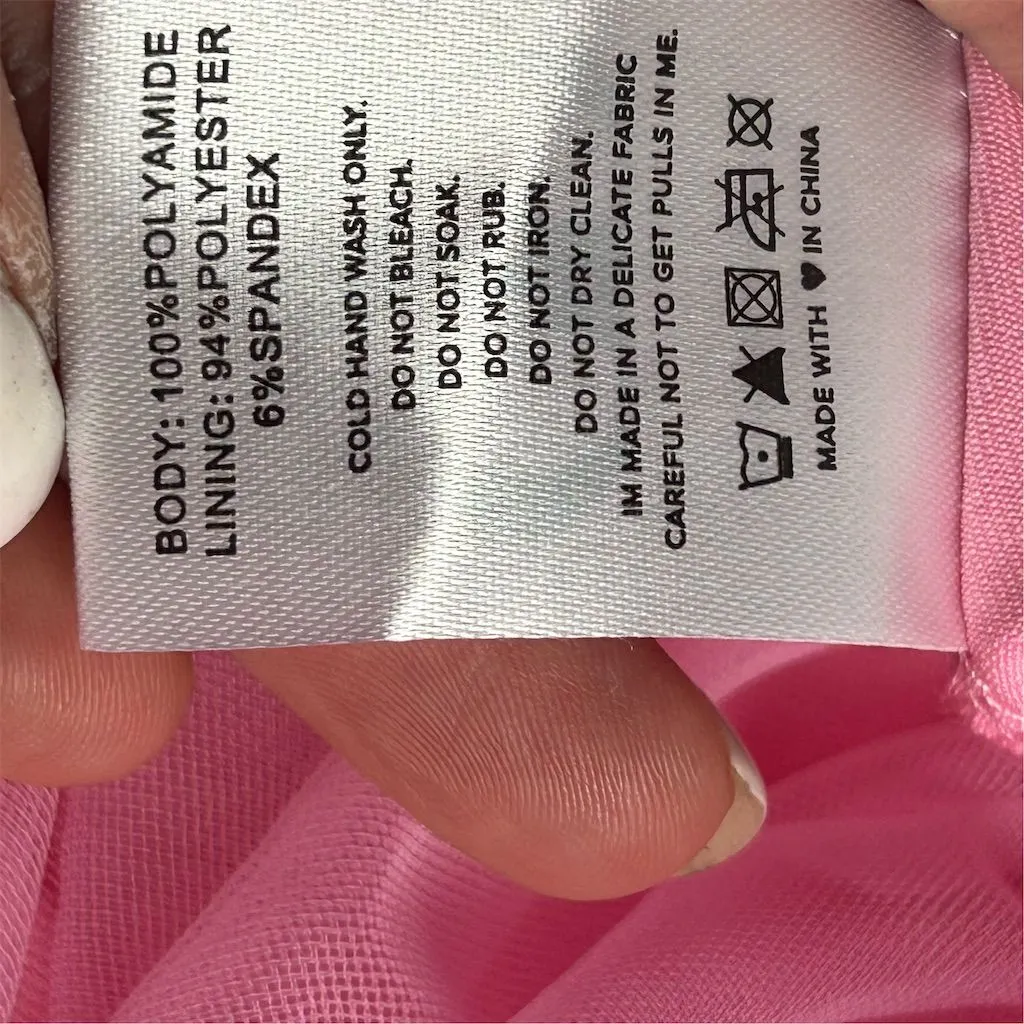 BODY: 100%POLYAMIDE
LINING: 94%POLYESTER
6%SPANDEX
COLD HAND WASH ONLY.
DO NOT BLEACH.
DO NOT SOAK.
DO NOT RUB.
DO NOT IRON.
DO NOT DRY CLEAN.
IM MADE IN A DELICATE FABRIC
CAREFUL NOT TO GET PULLS IN ME.
MADE WITH ♥ IN CHINA